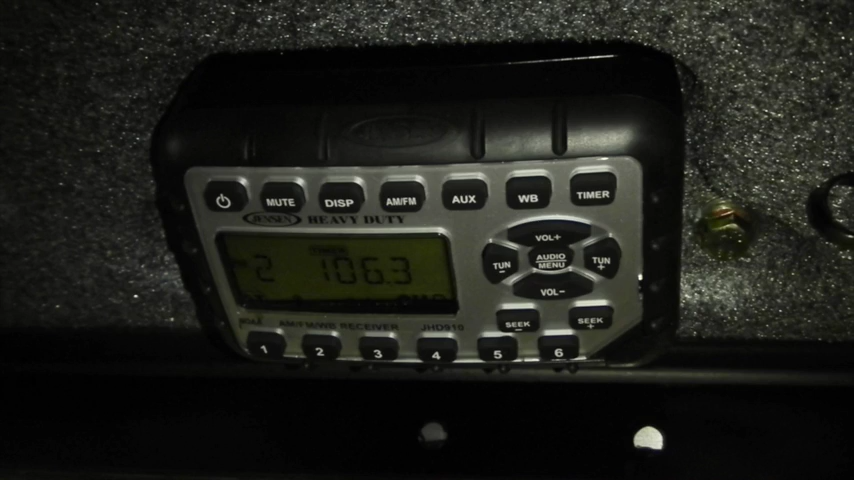 MUTE DISP AM/FM AUX WB TIMER
JENSEN HEAVY DUTY
VOL+
TUN - AUDIO MENU TUN +
VOL-
2 106.3
SEEK - SEEK +
AM/FM/WB RECEIVER JHD910
1 2 3 4 5 6